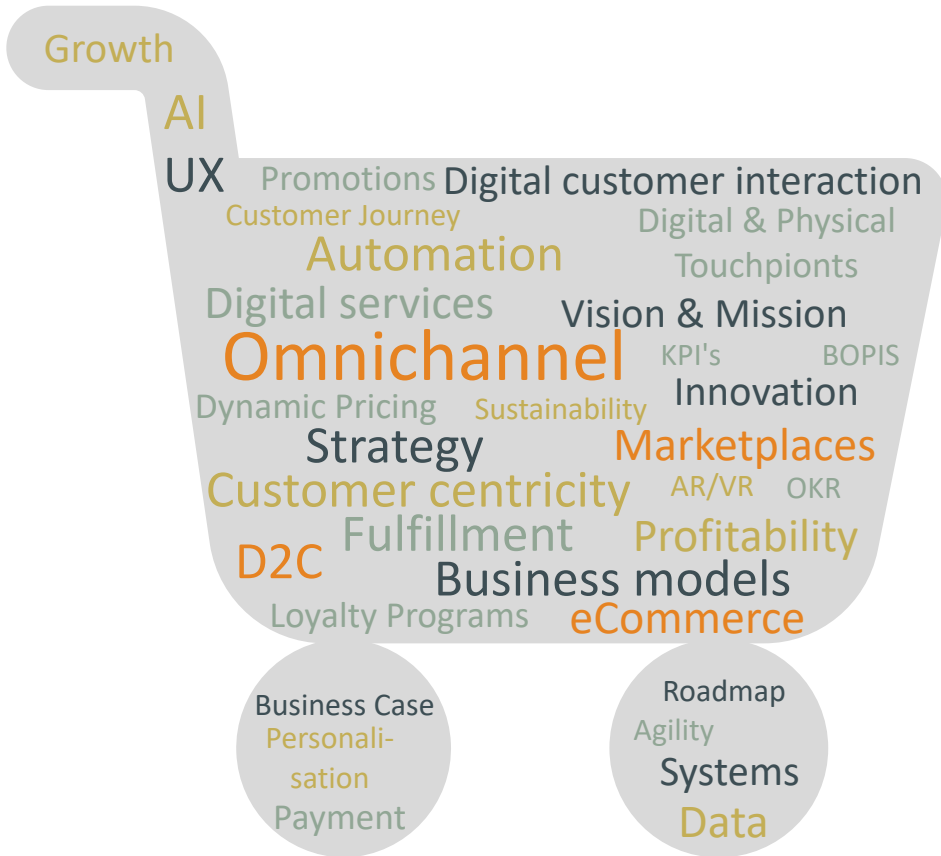 Growth
AI
UX
Promotions
Digital customer interaction
Customer Journey
Digital & Physical
Touchpionts
Automation
Digital services
Vision & Mission
Omnichannel
KPI's
BOPIS
Innovation
Dynamic Pricing
Sustainability
Strategy
Marketplaces
Customer centricity
AR/VR
OKR
Fulfillment
Profitability
D2C
Business models
Loyalty Programs
eCommerce
Business Case
Personali-
sation
Payment
Roadmap
Agility
Systems
Data